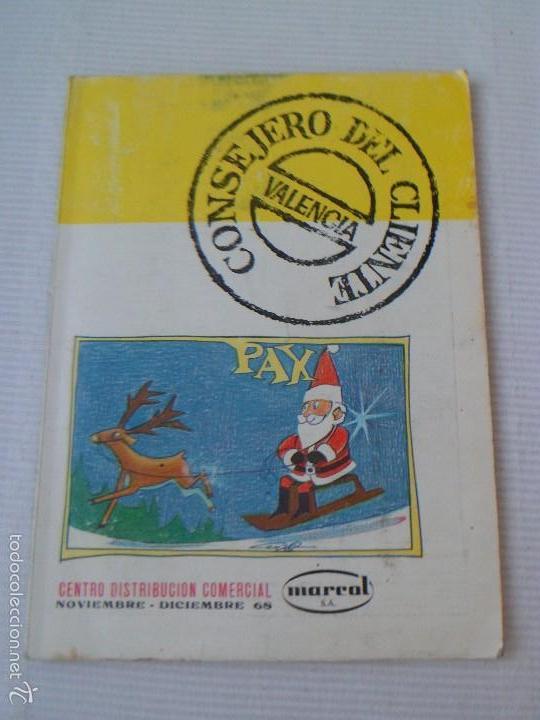 CONSEJERO DEL CLIENTE
VALENCIA
PAX
CENTRO DISTRIBUCION COMERCIAL
NOVIEMBRE - DICIEMBRE 68
marcol
S.A.
todocoleccion.net